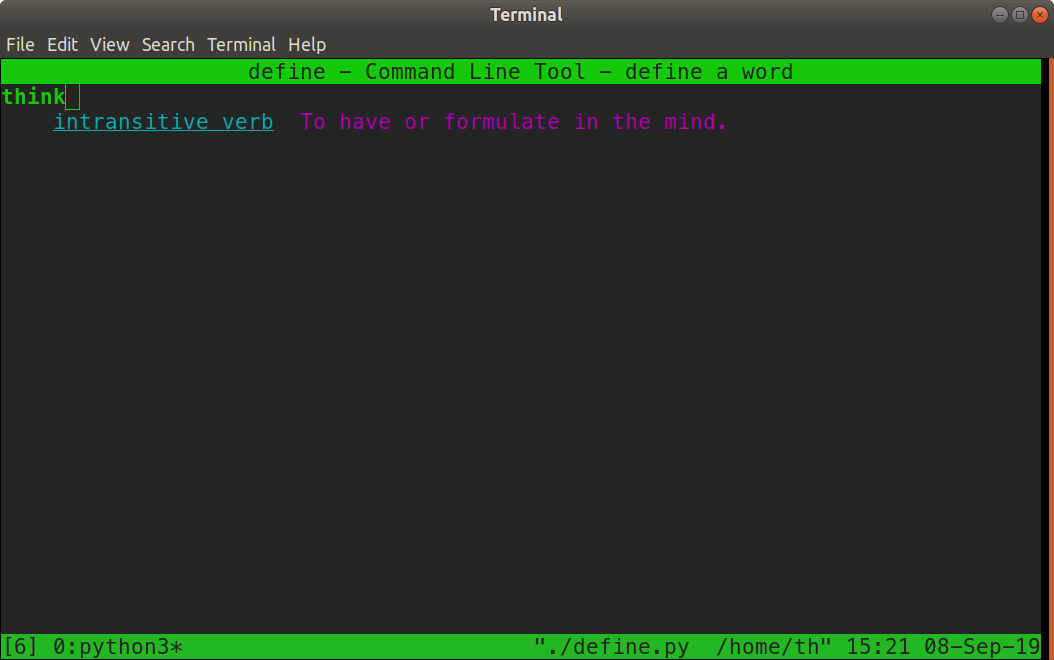 Terminal
File Edit View Search Terminal Help
define - Command Line Tool - define a word
think
intransitive verb  To have or formulate in the mind.
[6] 0:python3* "./define.py  /home/th" 15:21 08-Sep-19